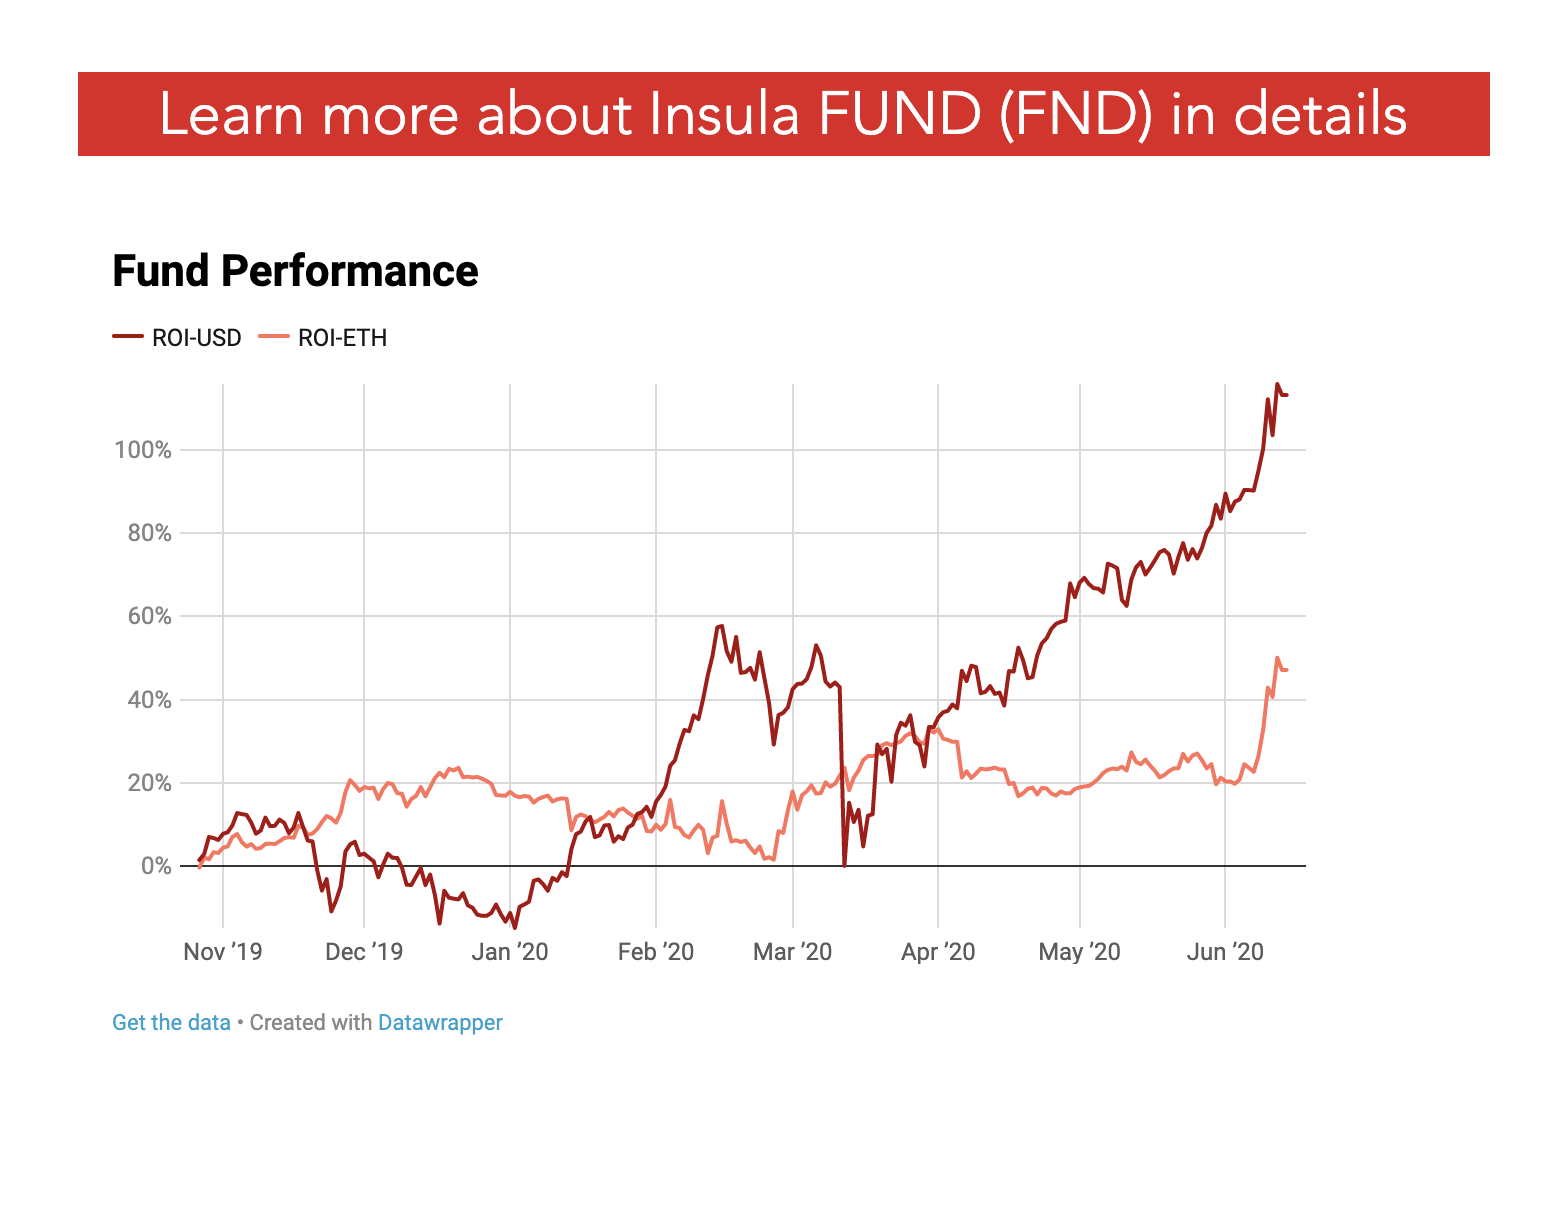 Learn more about Insula FUND (FND) in details
Fund Performance
ROI-USD ROI-ETH
100%
80%
60%
40%
20%
0%
Nov ’19 Dec ’19 Jan ’20 Feb ’20 Mar ’20 Apr ’20 May ’20 Jun ’20
Get the data • Created with Datawrapper